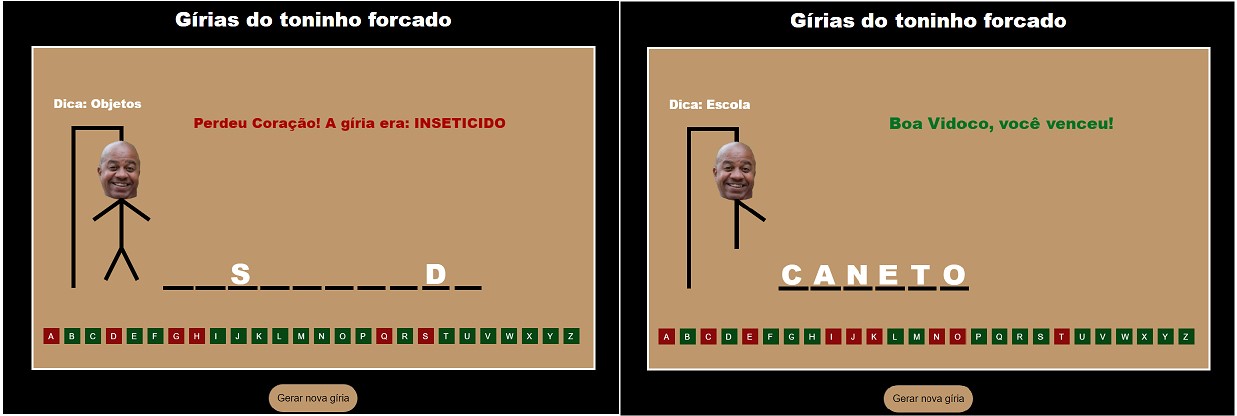 Gírias do toninho forcado
Dica: Objetos
Perdeu Coração! A gíria era: INSETICIDO
S D
A B C D E F G H I J K L M N O P Q R S T U V W X Y Z
Gerar nova gíria
Gírias do toninho forcado
Dica: Escola
Boa Vidoco, você venceu!
C A N E T O
A B C D E F G H I J K L M N O P Q R S T U V W X Y Z
Gerar nova gíria